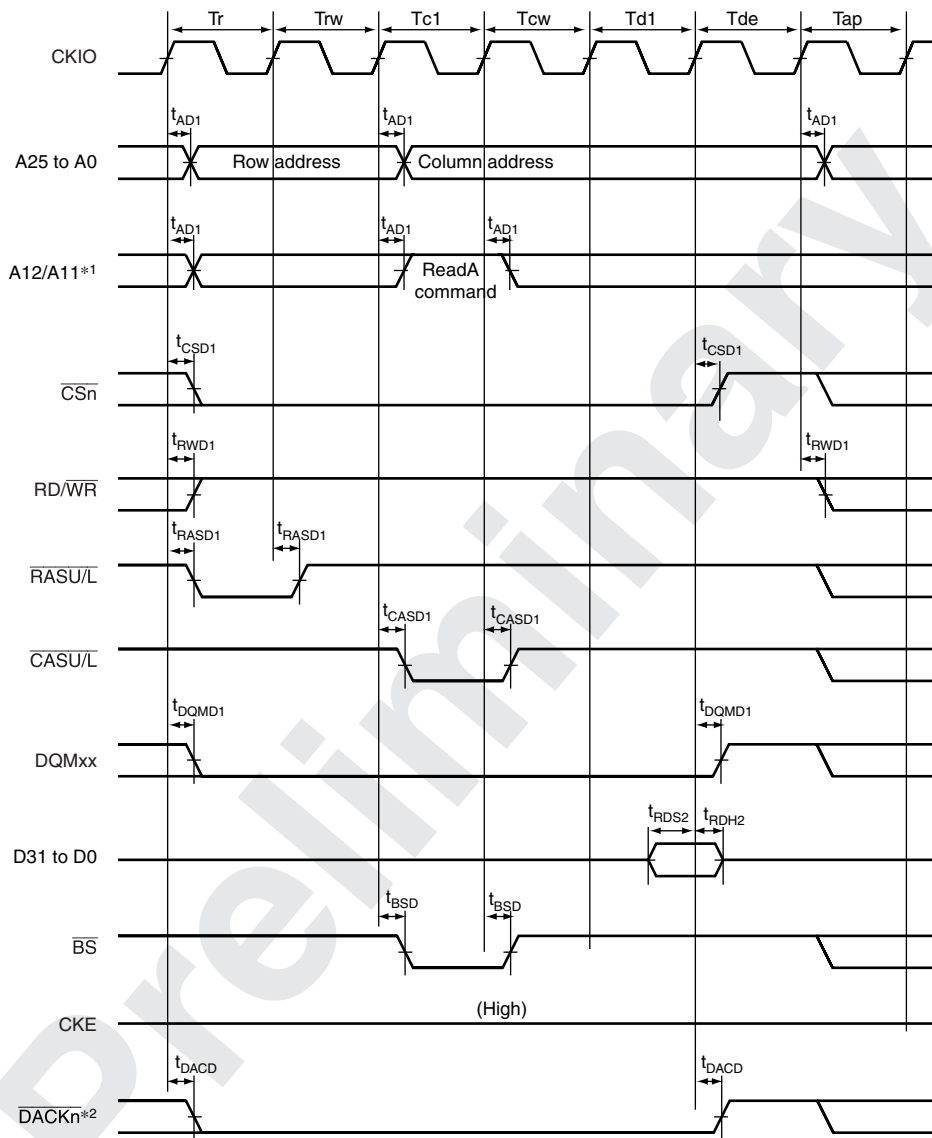 Tr Trw Tc1 Tcw Td1 Tde Tap
CKIO
tAD1 tAD1 tAD1
A25 to A0 Row address Column address
tAD1 tAD1 tAD1
A12/A11*1 ReadA
command
tCSD1 tCSD1
CSn
tRWD1 tRWD1
RD/WR
tRASD1 tRASD1
RASU/L
tCASD1 tCASD1
CASU/L
tDQMD1 tDQMD1
DQMxx
tRDS2 tRDH2
D31 to D0
tBSD tBSD
BS
(High)
CKE
tDACD tDACD
DACKn*2
Preliminary